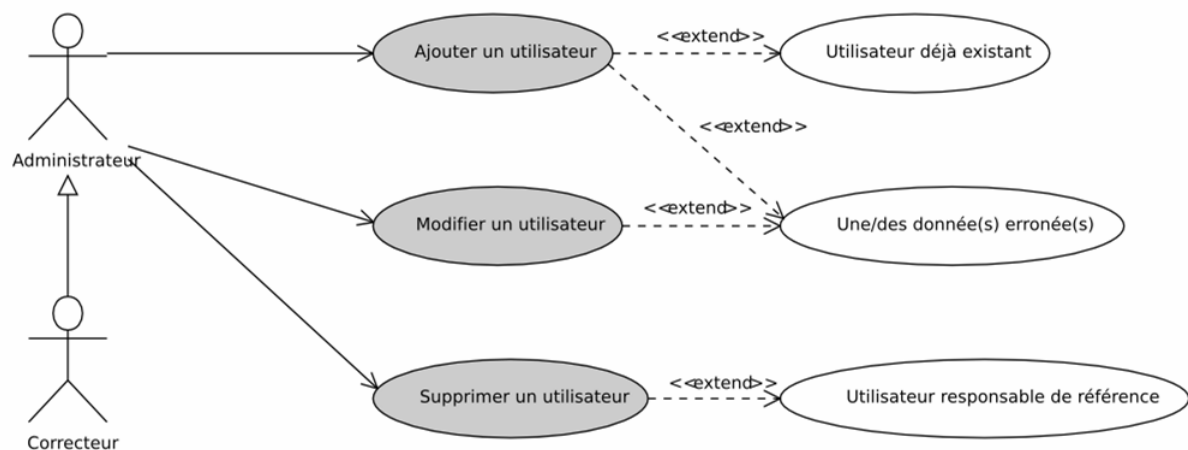 Ajouter un utilisateur
<<extend>>
Utilisateur déjà existant
<<extend>>
Administrateur
Modifier un utilisateur
<<extend>>
Une/des donnée(s) erronée(s)
Supprimer un utilisateur
<<extend>>
Utilisateur responsable de référence
Correcteur